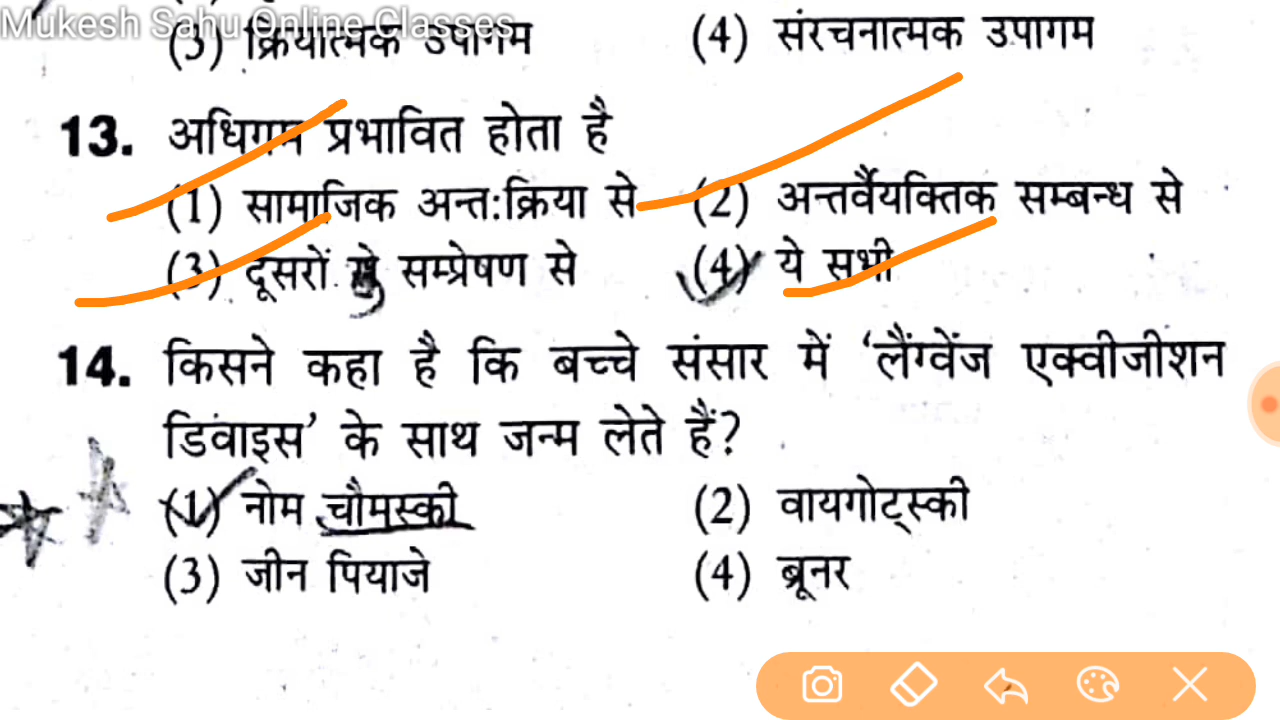 Mukesh Sahu Online Classes
(3) क्रियात्मक उपागम (4) संरचनात्मक उपागम
13. अधिगम प्रभावित होता है
(1) सामाजिक अन्त:क्रिया से (2) अन्तर्वैयक्तिक सम्बन्ध से
(3) दूसरों से सम्प्रेषण से (4) ये सभी
14. किसने कहा है कि बच्चे संसार में ‘लैंग्वेंज एक्वीजीशन
डिवाइस’ के साथ जन्म लेते हैं?
(1) नोम चौमस्की (2) वायगोट्स्की
(3) जीन पियाजे (4) ब्रूनर